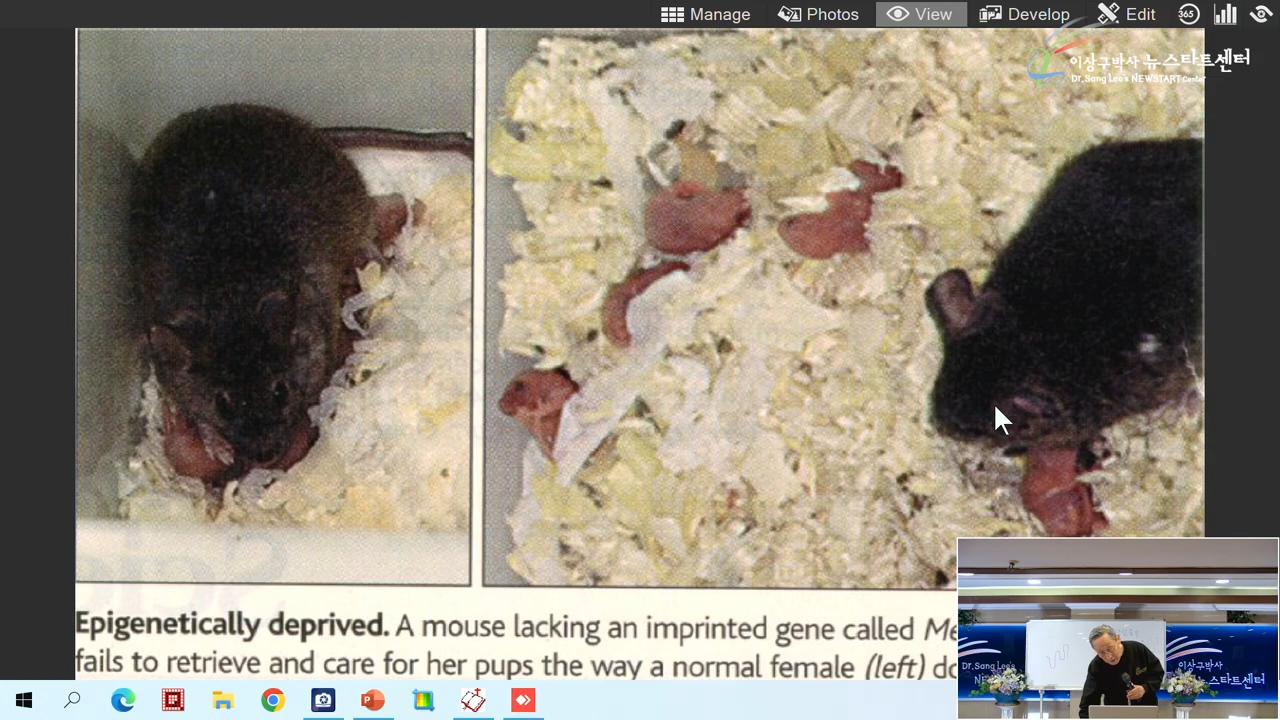 Manage Photos View Develop Edit 365
이상구박사 뉴스타트센터
Dr.Sang Lee's NEWSTART Center
Epigenetically deprived. A mouse lacking an imprinted gene called Me
fails to retrieve and care for her pups the way a normal female (left) do
Dr.Sang Lee's
이상구박사
뉴스타트센터